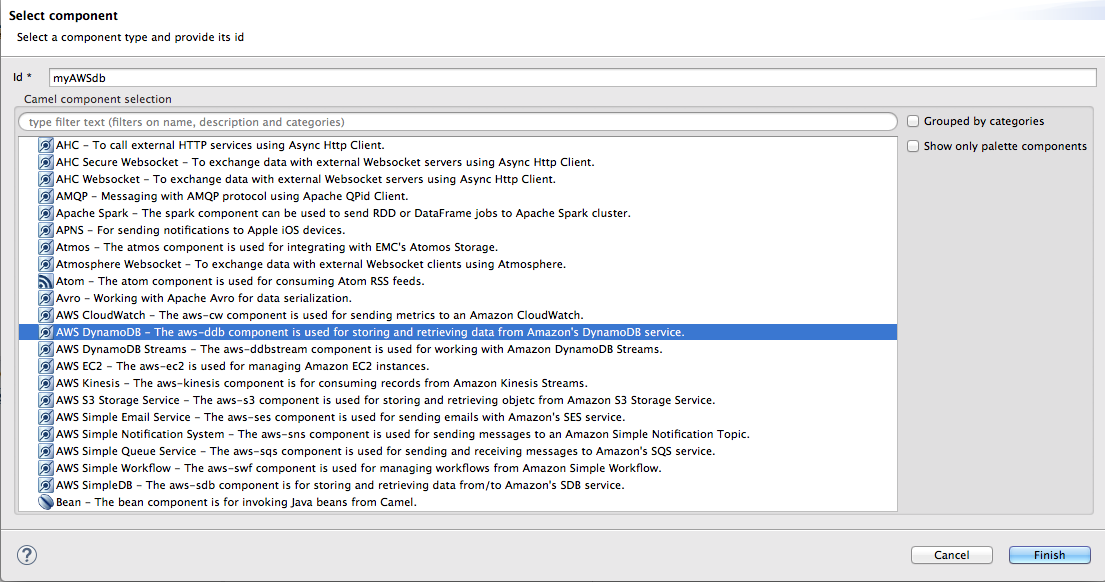 Select component
Select a component type and provide its id
Id *
myAWSdb
Camel component selection
type filter text (filters on name, description and categories)
Grouped by categories
Show only palette components
AHC – To call external HTTP services using Async Http Client.
AHC Secure Websocket – To exchange data with external Websocket servers using Async Http Client.
AHC Websocket – To exchange data with external Websocket servers using Async Http Client.
AMQP – Messaging with AMQP protocol using Apache QPid Client.
Apache Spark – The spark component can be used to send RDD or DataFrame jobs to Apache Spark cluster.
APNS – For sending notifications to Apple iOS devices.
Atmos – The atmos component is used for integrating with EMC's Atomos Storage.
Atmosphere Websocket – To exchange data with external Websocket clients using Atmosphere.
Atom – The atom component is used for consuming Atom RSS feeds.
Avro – Working with Apache Avro for data serialization.
AWS CloudWatch – The aws-cw component is used for sending metrics to an Amazon CloudWatch.
AWS DynamoDB – The aws-ddb component is used for storing and retrieving data from Amazon's DynamoDB service.
AWS DynamoDB Streams – The aws-ddbstream component is used for working with Amazon DynamoDB Streams.
AWS EC2 – The aws-ec2 is used for managing Amazon EC2 instances.
AWS Kinesis – The aws-kinesis component is for consuming records from Amazon Kinesis Streams.
AWS S3 Storage Service – The aws-s3 component is used for storing and retrieving objetc from Amazon S3 Storage Service.
AWS Simple Email Service – The aws-ses component is used for sending emails with Amazon's SES service.
AWS Simple Notification System – The aws-sns component is used for sending messages to an Amazon Simple Notification Topic.
AWS Simple Queue Service – The aws-sqs component is used for sending and receiving messages to Amazon's SQS service.
AWS Simple Workflow – The aws-swf component is used for managing workflows from Amazon Simple Workflow.
AWS SimpleDB – The aws-sdb component is for storing and retrieving data from/to Amazon's SDB service.
Bean – The bean component is for invoking Java beans from Camel.
?
Cancel
Finish